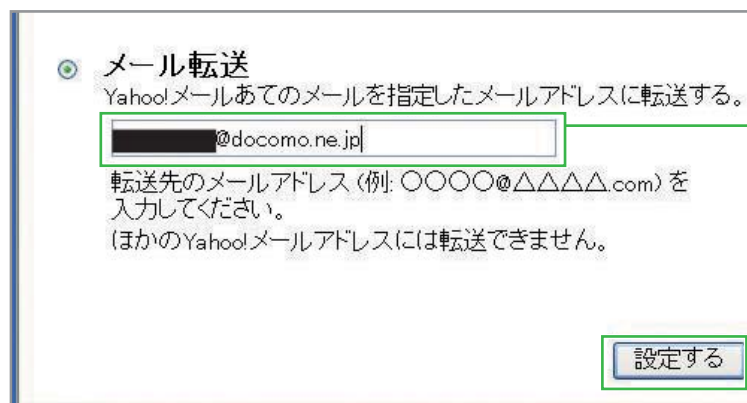 メール転送
Yahoo!メールあてのメールを指定したメールアドレスに転送する。
@docomo.ne.jp
転送先のメールアドレス（例: ○○○○@△△△△.com）を
入力してください。
ほかのYahoo!メールアドレスには転送できません。
設定する